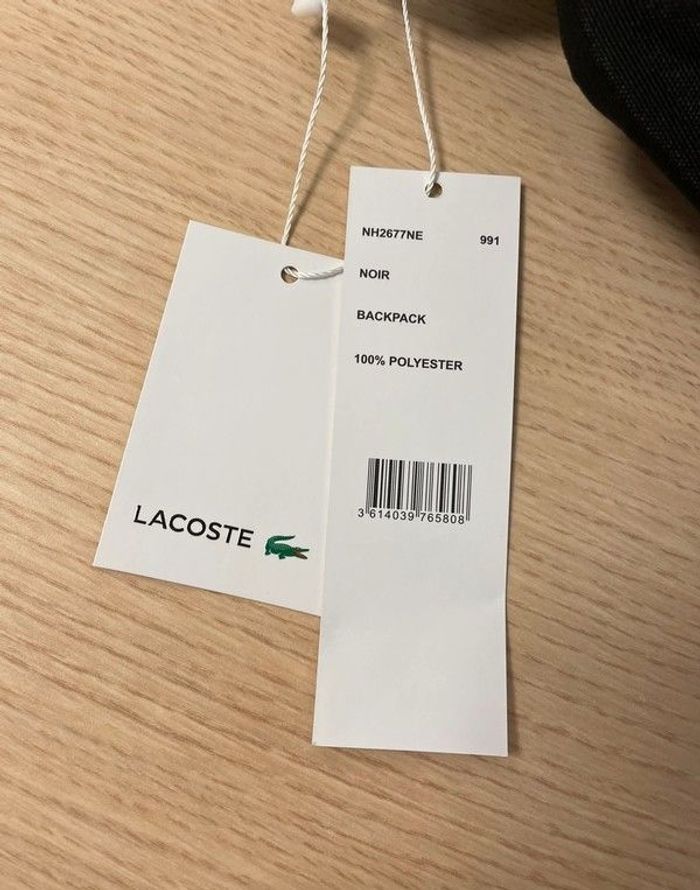 NH2677NE 991
NOIR
BACKPACK
100% POLYESTER
3 614039 765808
LACOSTE